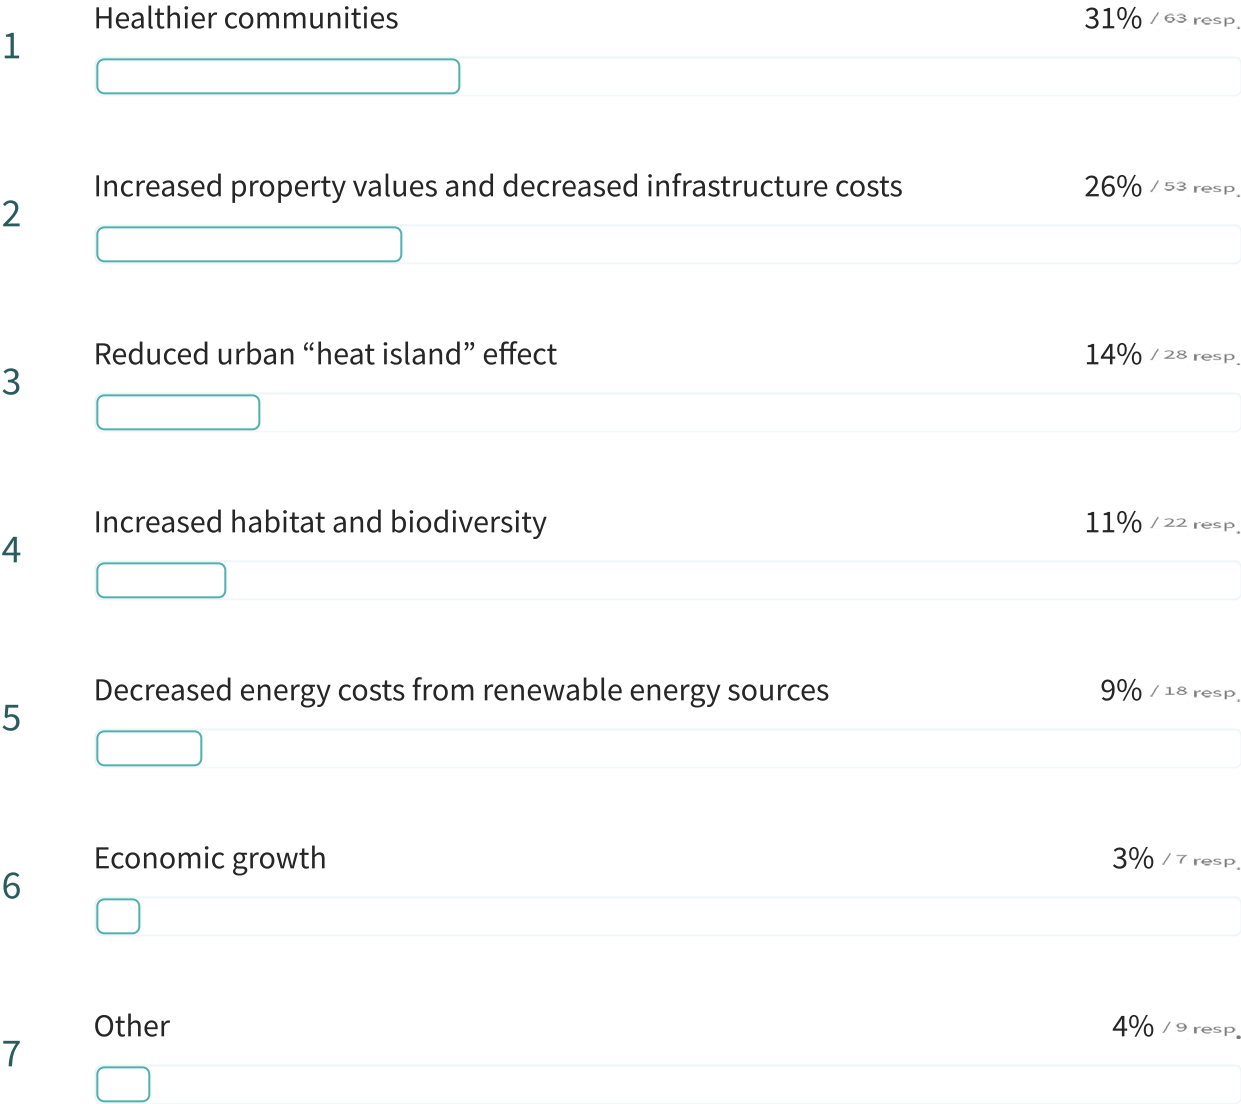 Healthier communities 31% / 63 resp.
1
Increased property values and decreased infrastructure costs 26% / 53 resp.
2
Reduced urban “heat island” effect 14% / 28 resp.
3
Increased habitat and biodiversity 11% / 22 resp.
4
Decreased energy costs from renewable energy sources 9% / 18 resp.
5
Economic growth 3% / 7 resp.
6
Other 4% / 9 resp.
7